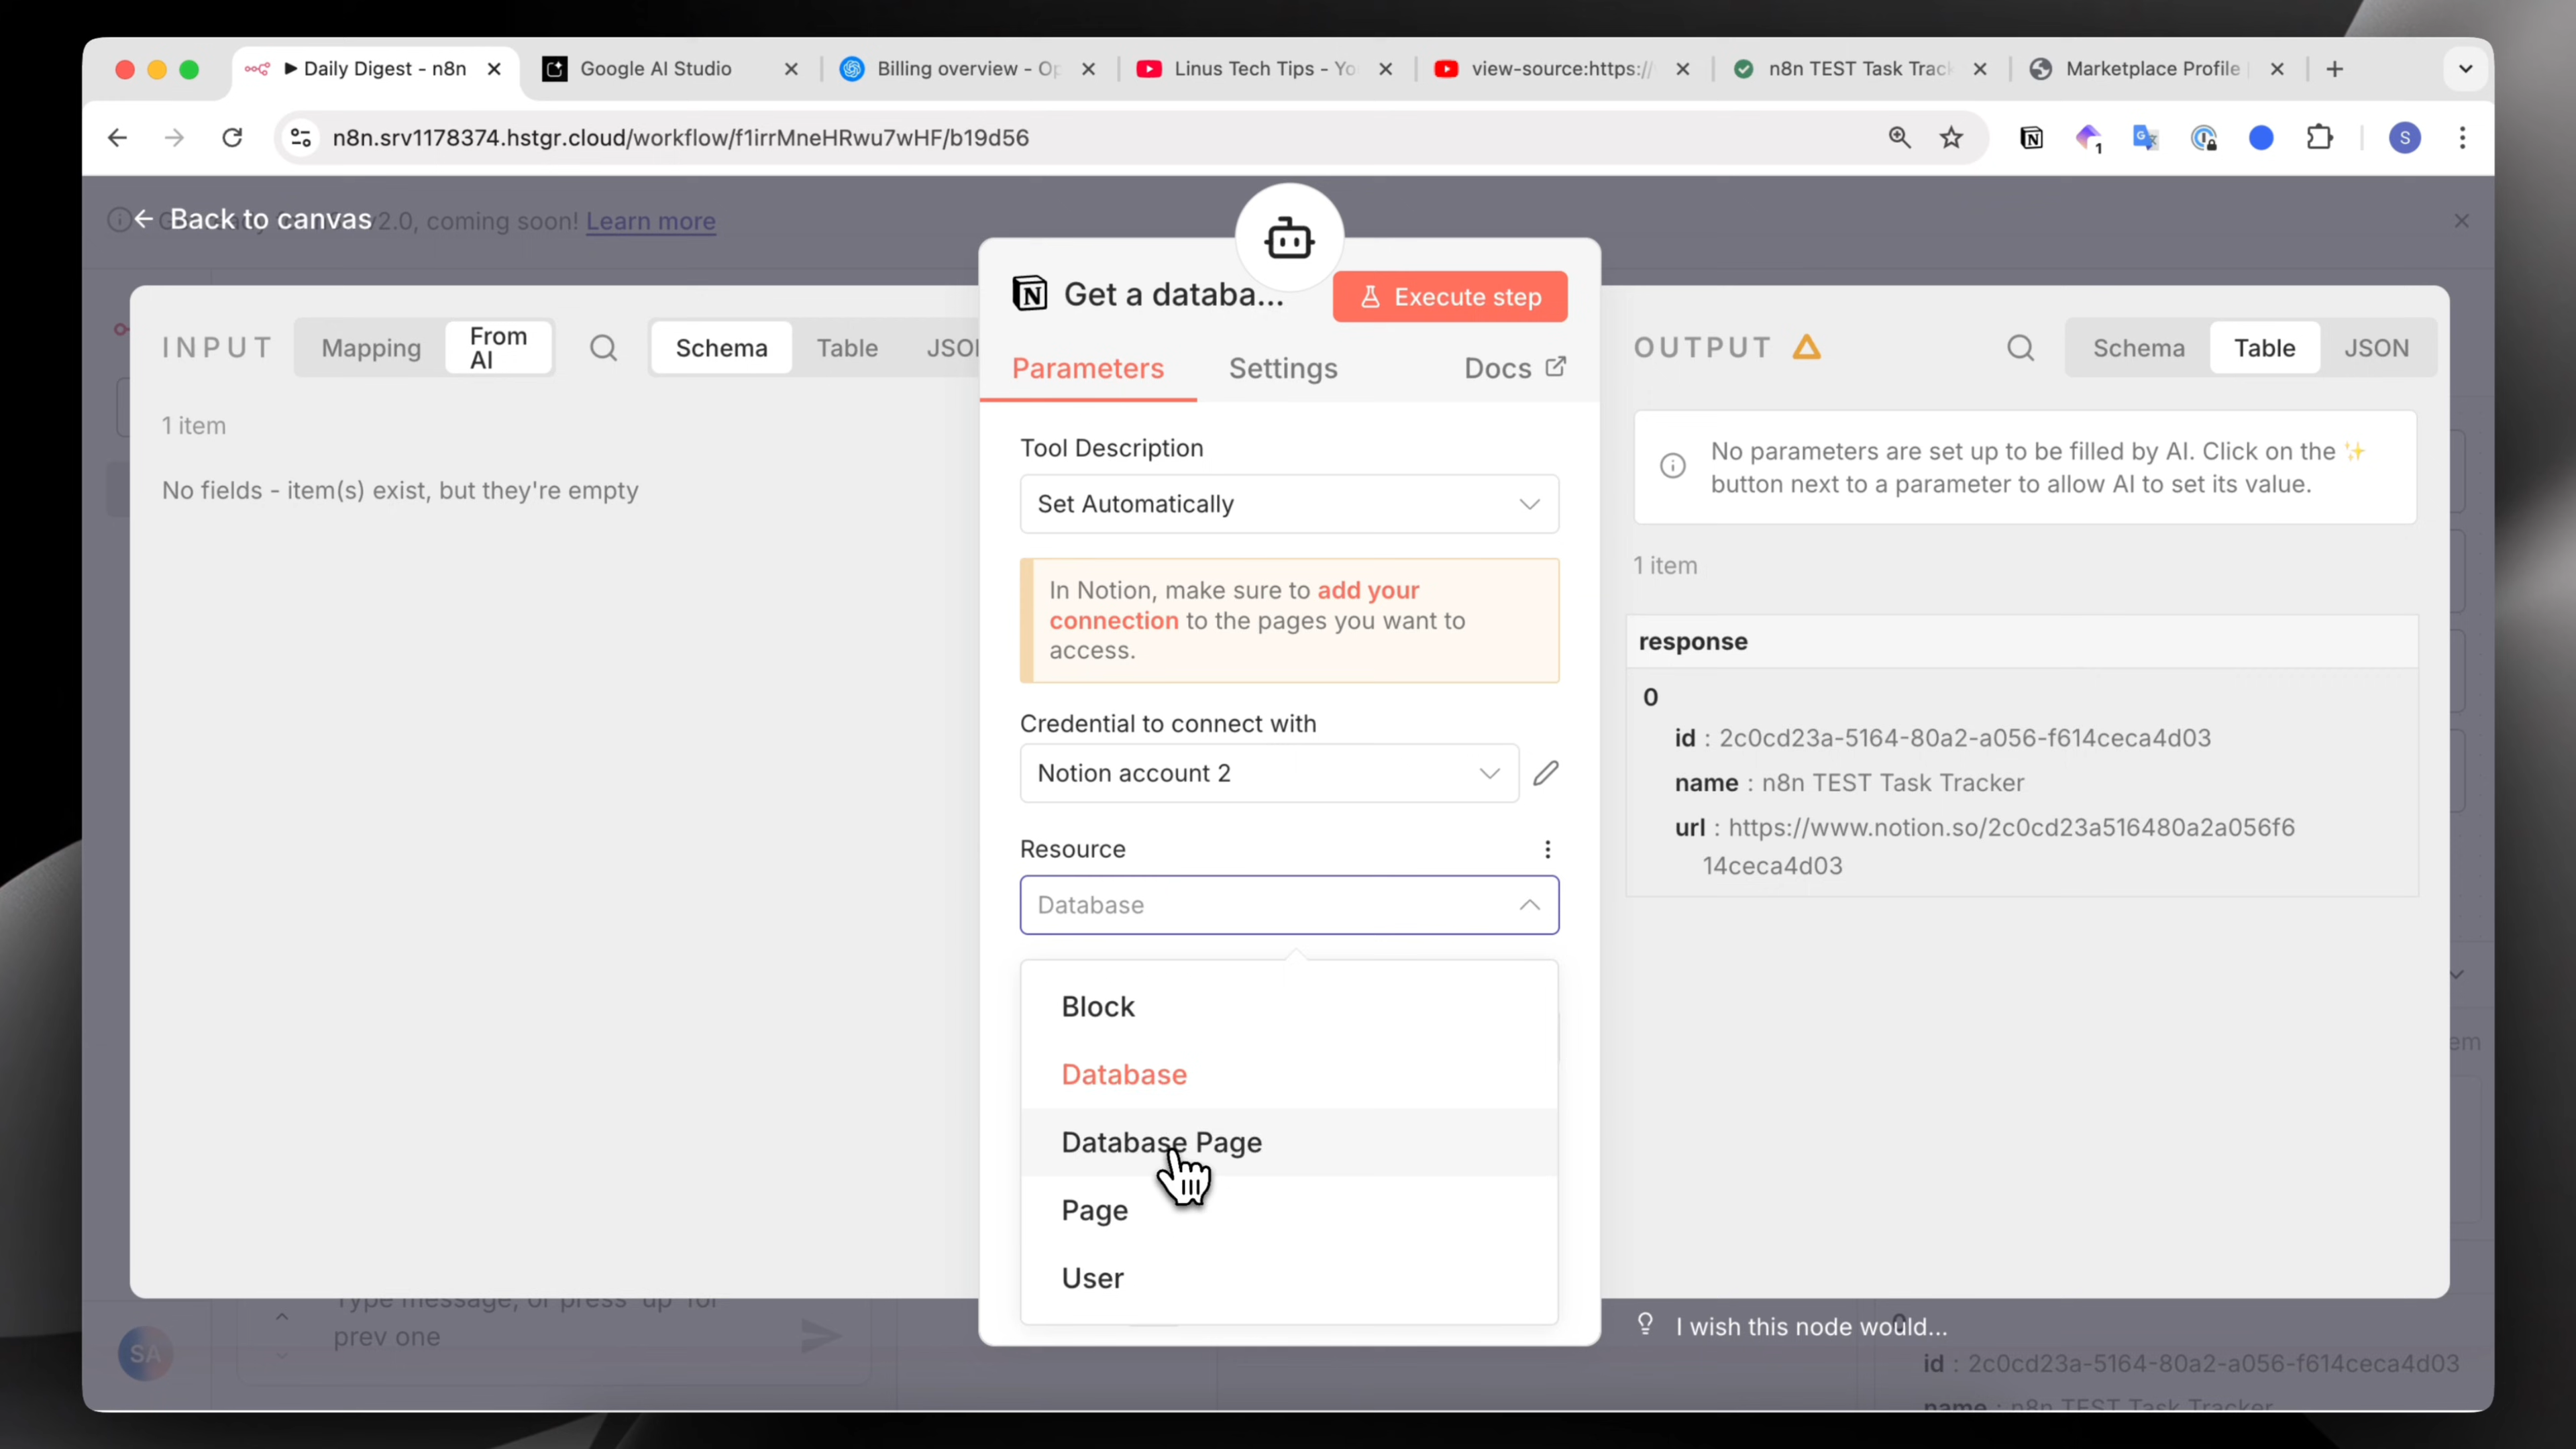 ▶ Daily Digest - n8n
Google AI Studio
Billing overview - Op
Linus Tech Tips - Yo
view-source:https://
n8n TEST Task Trac
Marketplace Profile
n8n.srv1178374.hstgr.cloud/workflow/f1irrMneHRwu7wHF/b19d56
1
S
Back to canvas
v2.0, coming soon! Learn more
INPUT
Mapping
From AI
Schema
Table
JSON
1 item
No fields - item(s) exist, but they're empty
Get a databa...
Execute step
Parameters
Settings
Docs
Tool Description
Set Automatically
In Notion, make sure to add your
connection to the pages you want to
access.
Credential to connect with
Notion account 2
Resource
Database
Block
Database
Database Page
Page
User
OUTPUT
Schema
Table
JSON
No parameters are set up to be filled by AI. Click on the ✨
button next to a parameter to allow AI to set its value.
1 item
response
0
id : 2c0cd23a-5164-80a2-a056-f614ceca4d03
name : n8n TEST Task Tracker
url : https://www.notion.so/2c0cd23a516480a2a056f6
14ceca4d03
I wish this node would...
Type message, or press 'up' for
prev one
SA
id : 2c0cd23a-5164-80a2-a056-f614ceca4d03
name : n8n TEST Task Tracker